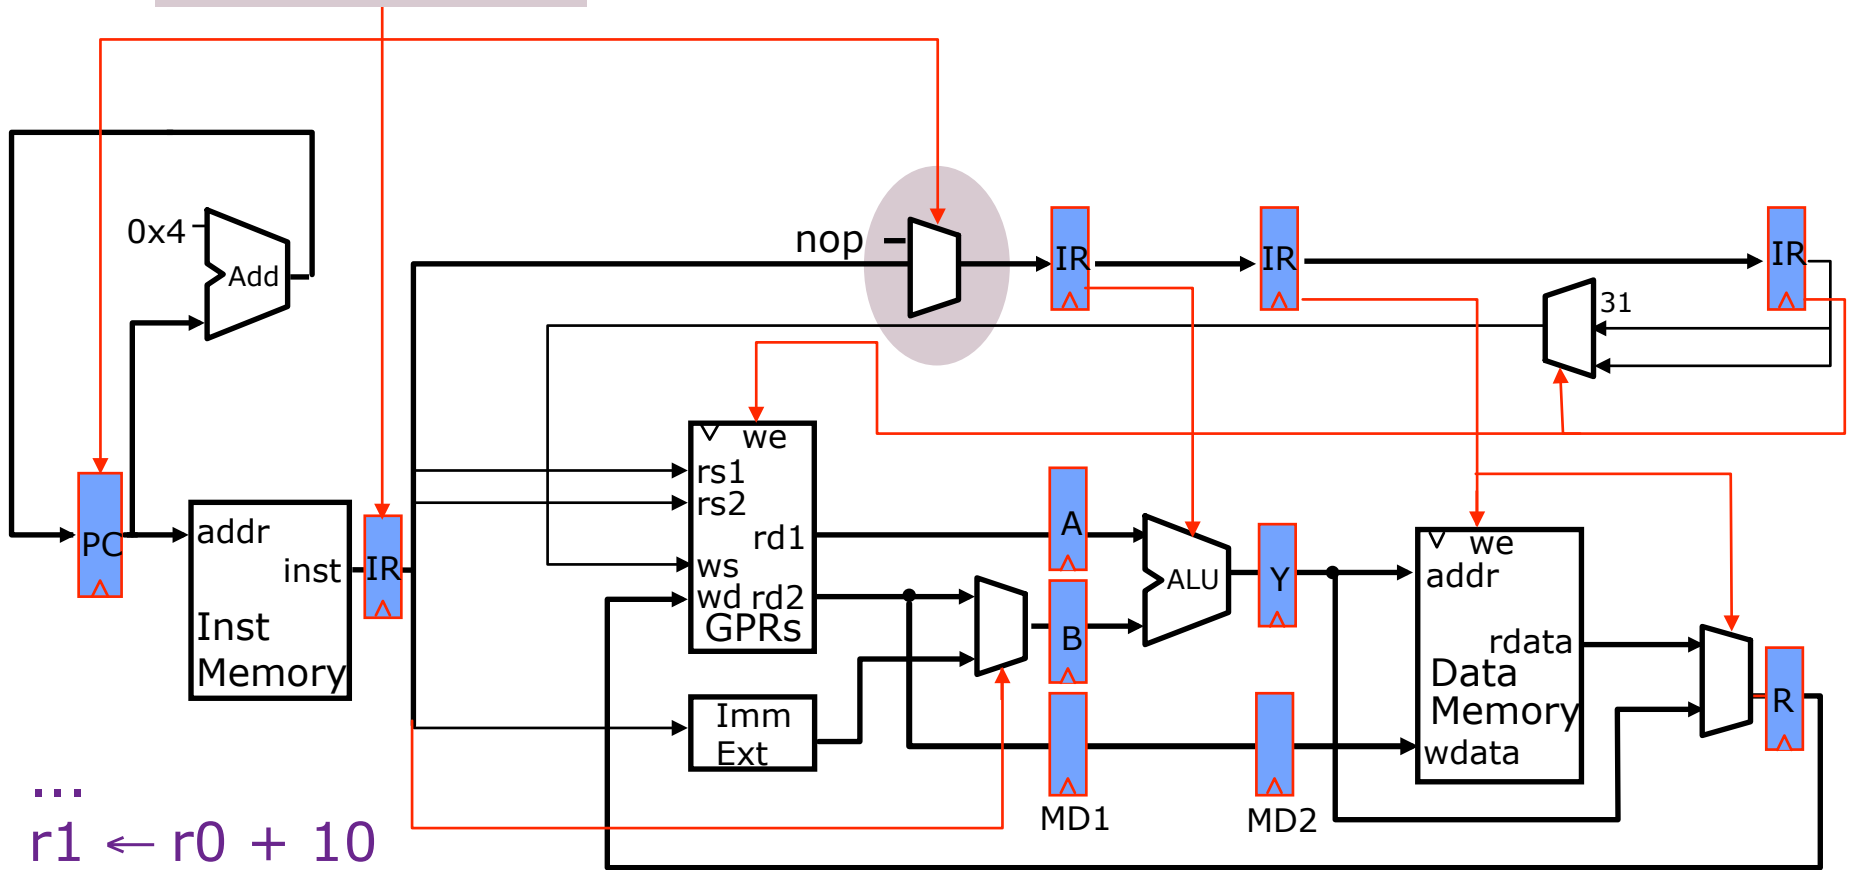 nop
0x4
Add
IR
IR
IR
31
we
rs1
rs2
rd1
ws
wd rd2
GPRs
PC
addr
inst
Inst
Memory
IR
A
B
ALU
Y
we
addr
rdata
Data
Memory
wdata
R
Imm
Ext
MD1
MD2
...
r1 ← r0 + 10